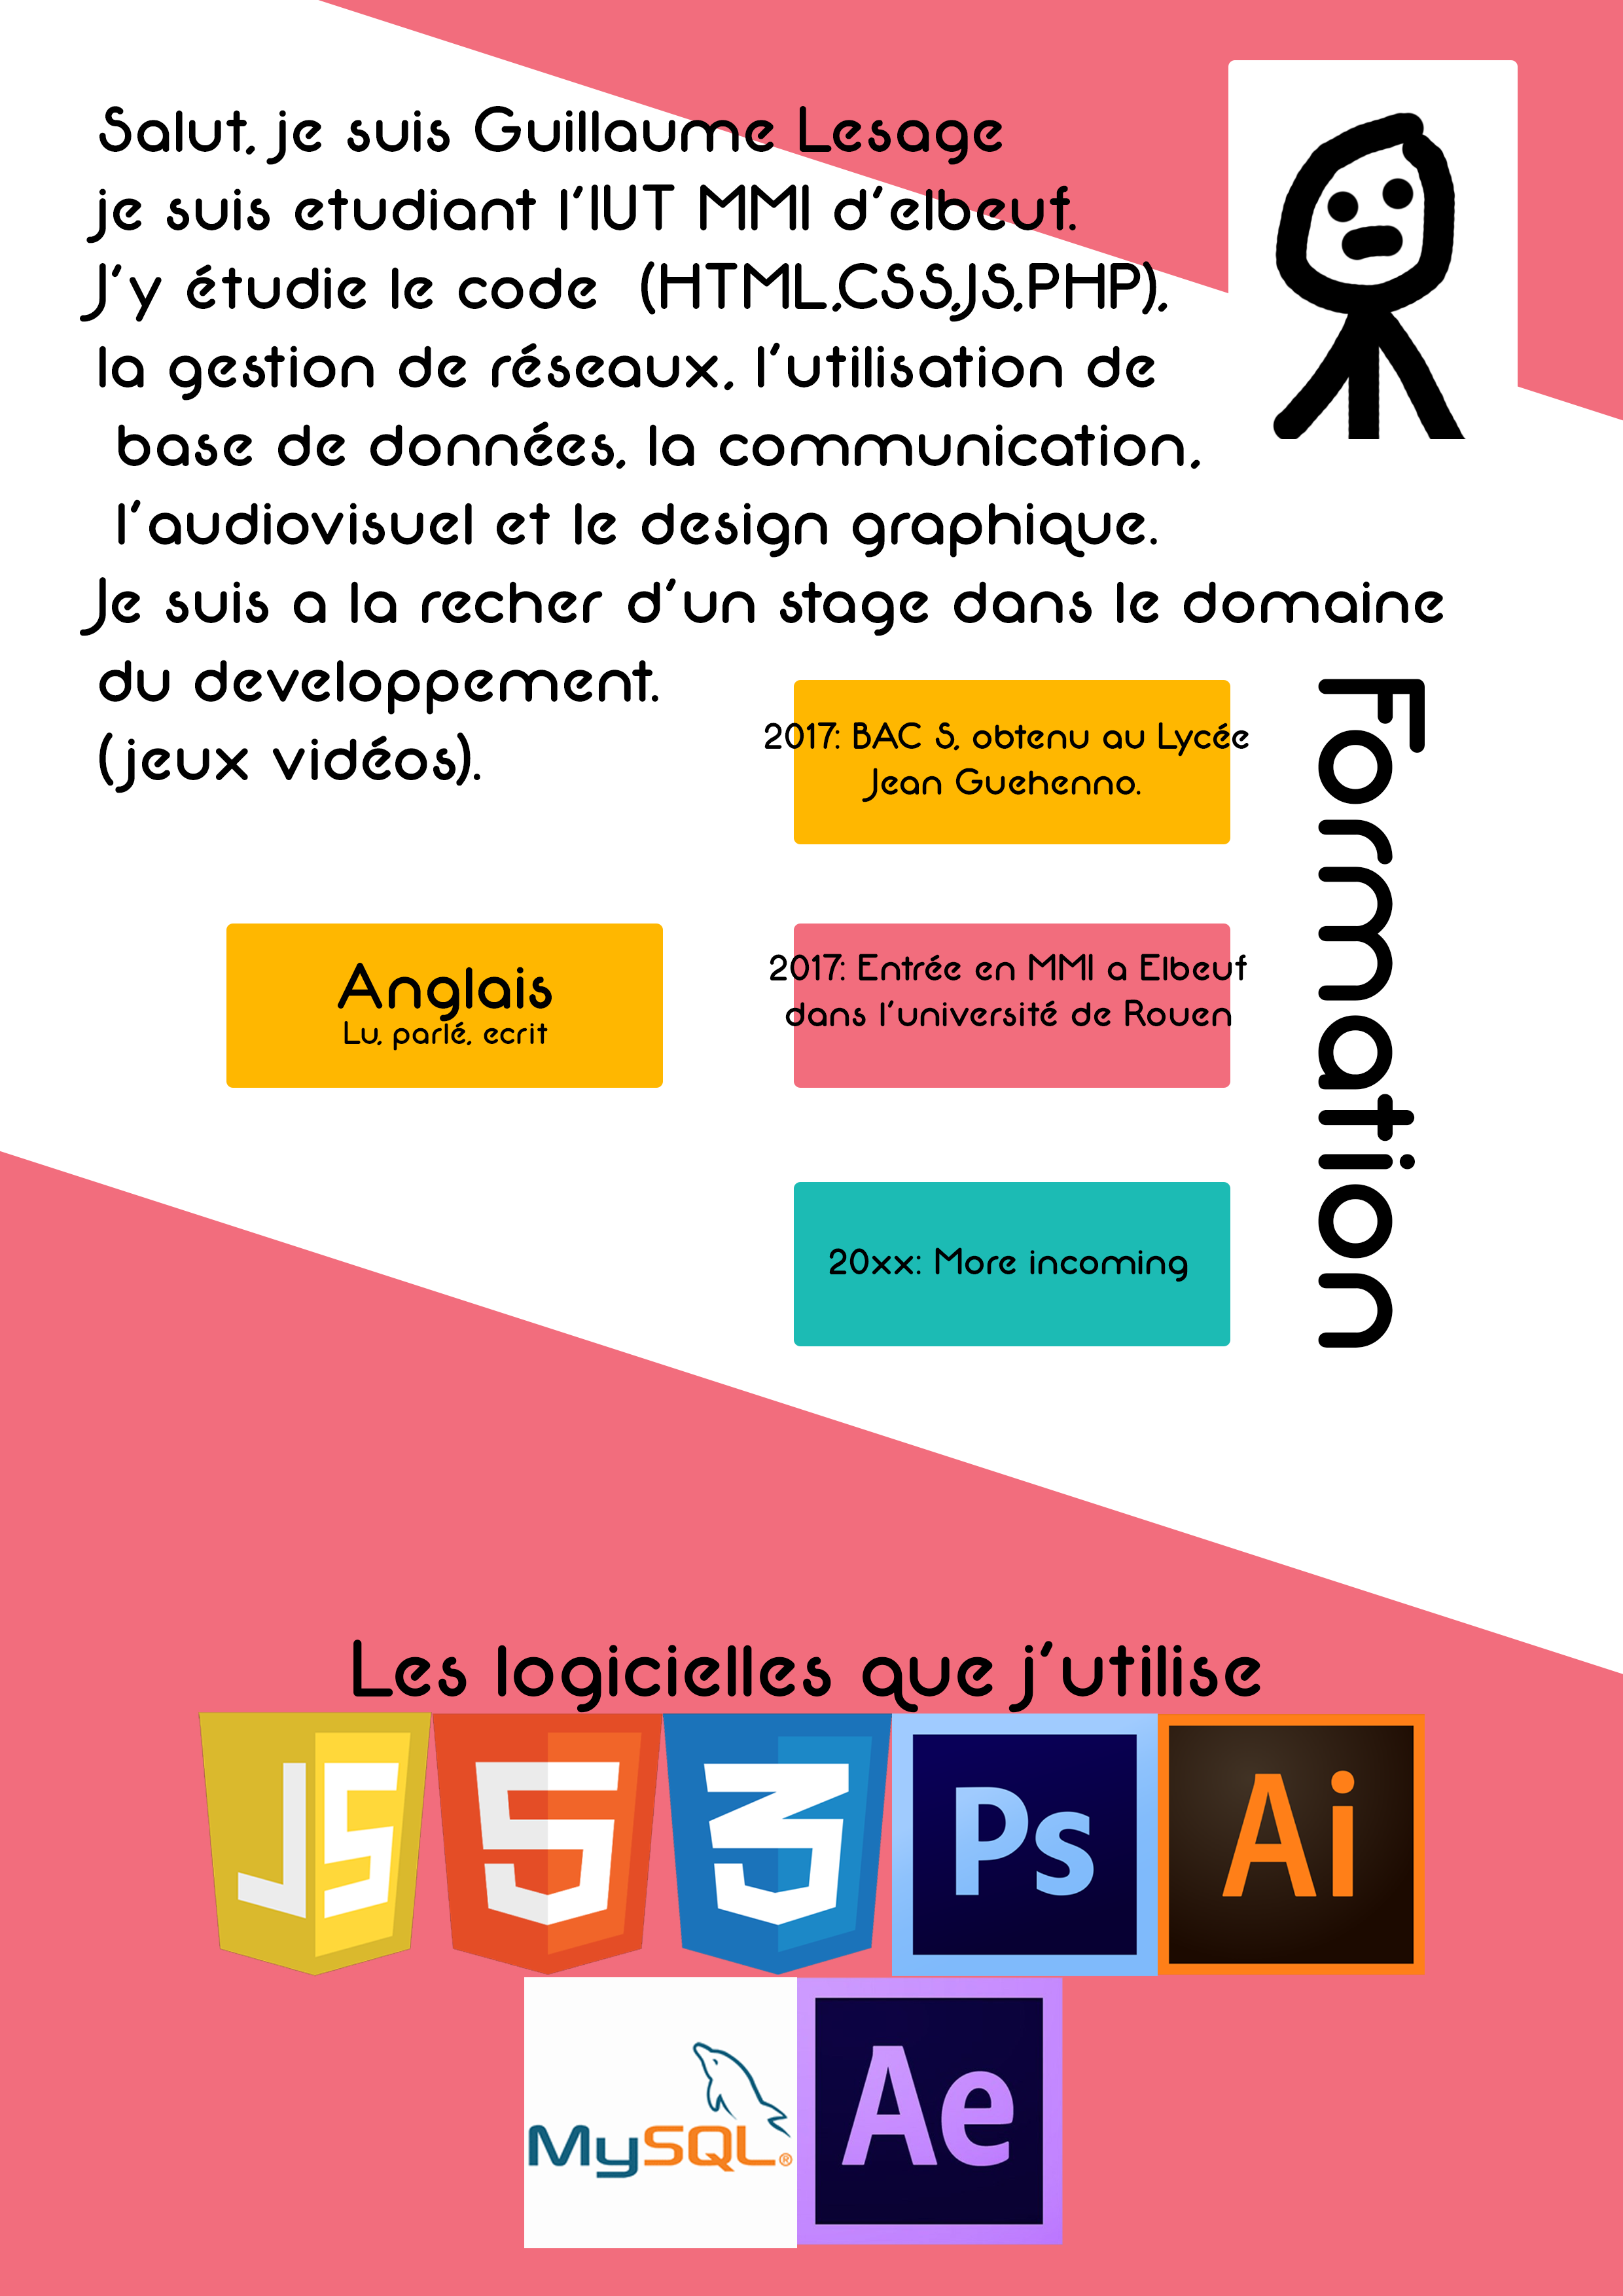 Salut, je suis Guillaume Lesage
je suis etudiant l'IUT MMI d'elbeuf.
J'y étudie le code (HTML,CSS,JS,PHP),
la gestion de réseaux, l'utilisation de
base de données, la communication,
l'audiovisuel et le design graphique.
Je suis a la recher d'un stage dans le domaine
du developpement.
(jeux vidéos).
Formation
2017: BAC S, obtenu au Lycée
Jean Guehenno.
2017: Entrée en MMI a Elbeuf
dans l'université de Rouen
20xx: More incoming
Anglais
Lu, parlé, ecrit
Les logicielles que j'utilise
JS 5 3 Ps Ai
MySQL® Ae